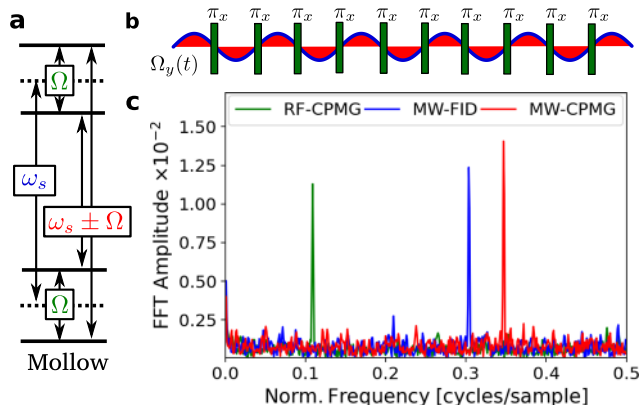 a
Ω
ω_s
ω_s ± Ω
Ω
Mollow
b
π_x π_x π_x π_x π_x π_x π_x π_x π_x
Ω_y(t)
c
RF-CPMG MW-FID MW-CPMG
FFT Amplitude ×10⁻²
1.50
1.25
1.00
0.75
0.50
0.25
0.0 0.1 0.2 0.3 0.4 0.5
Norm. Frequency [cycles/sample]